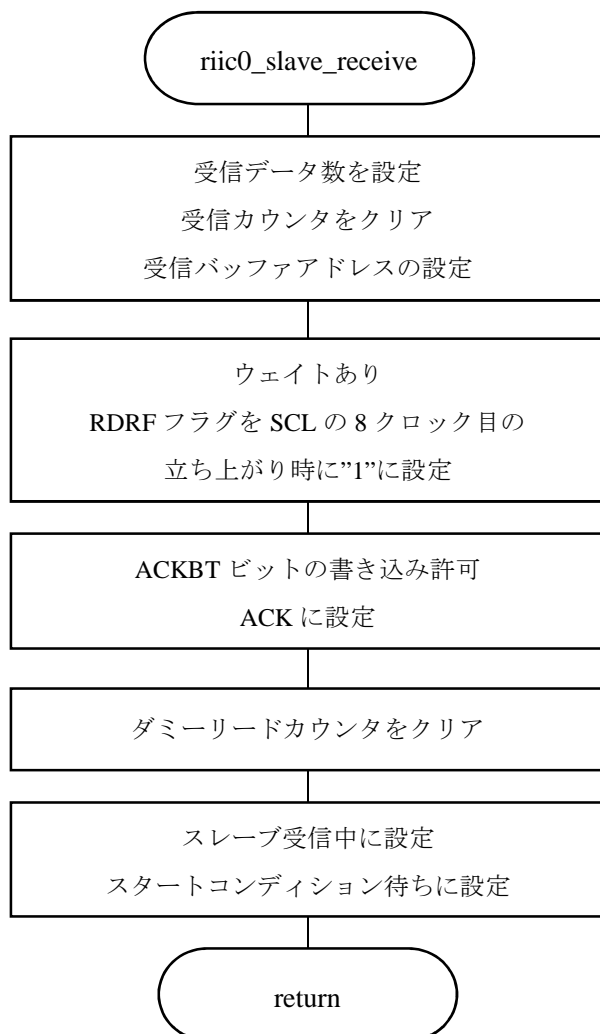 riic0_slave_receive
受信データ数を設定
受信カウンタをクリア
受信バッファアドレスの設定
ウェイトあり
RDRF フラグを SCL の 8 クロック目の
立ち上がり時に”1”に設定
ACKBT ビットの書き込み許可
ACK に設定
ダミーリードカウンタをクリア
スレーブ受信中に設定
スタートコンディション待ちに設定
return